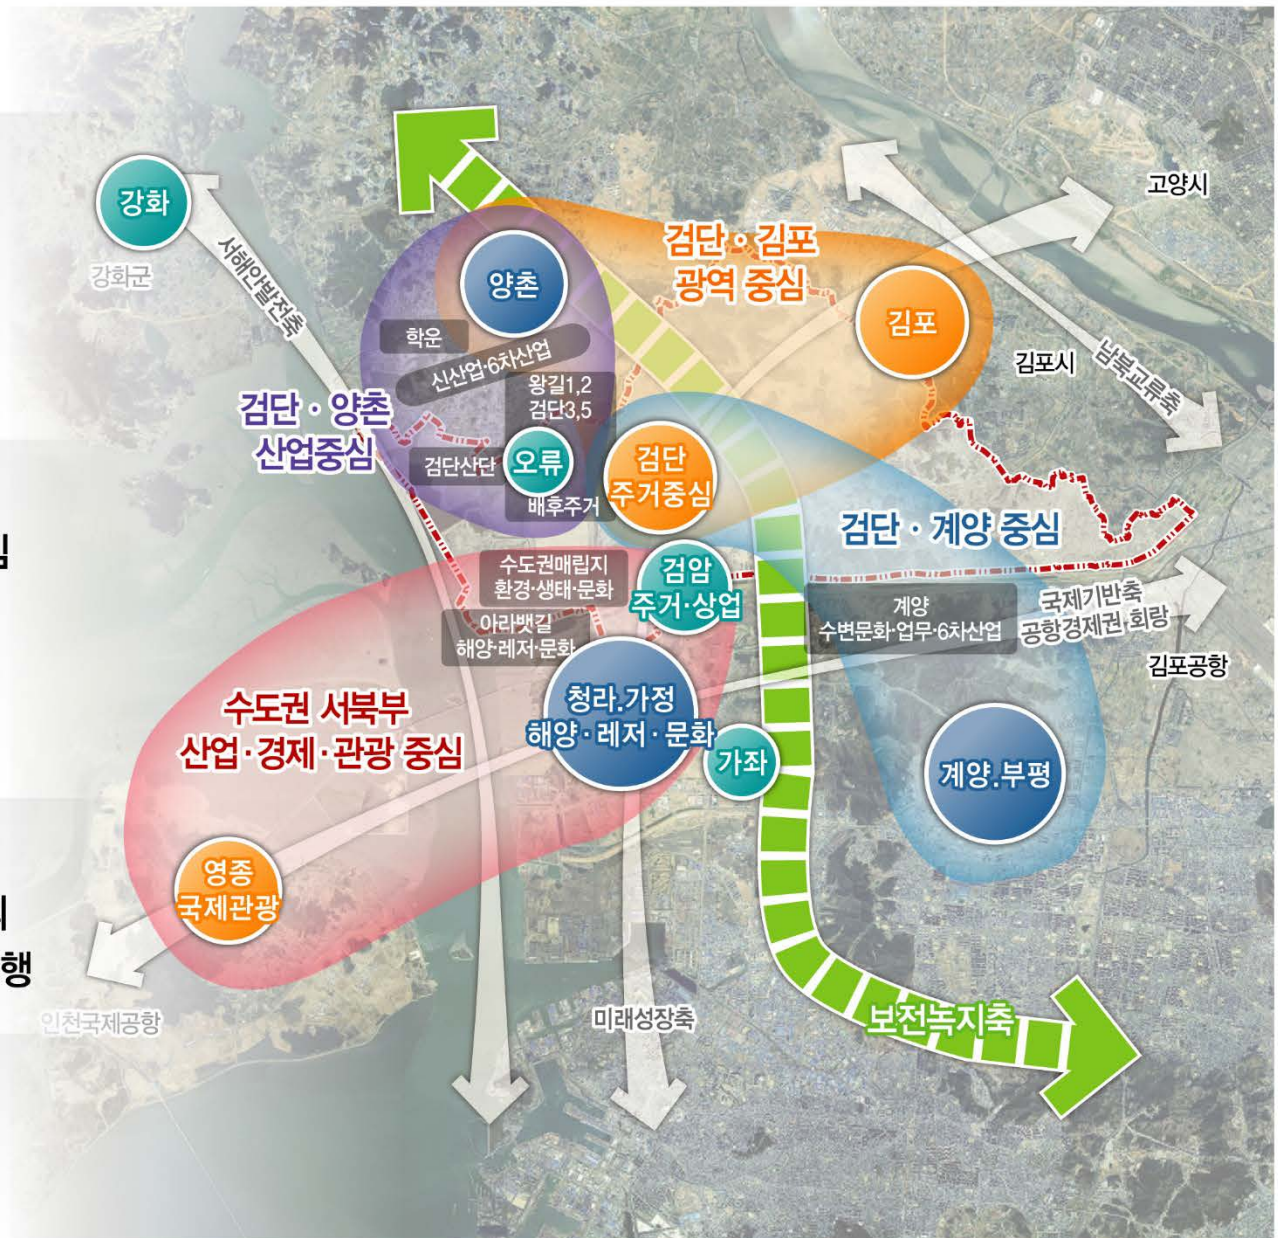 고양시
강화
검단 · 김포
광역 중심
강화군
서해안발전축
양촌
김포
학운
신산업·6차산업
김포시
남북교류축
왕길1,2
검단3,5
검단 · 양촌
산업중심
검단산단
오류
배후주거
검단
주거중심
검단 · 계양 중심
수도권매립지
환경·생태·문화
검암
주거·상업
아라뱃길
해양·레저·문화
계양
수변문화·업무·6차산업
국제기반축
공항경제권 회랑
김포공항
수도권 서북부
산업·경제·관광 중심
청라.가정
해양·레저·문화
가좌
계양.부평
영종
국제관광
행
인천국제공항
미래성장축
보전녹지축